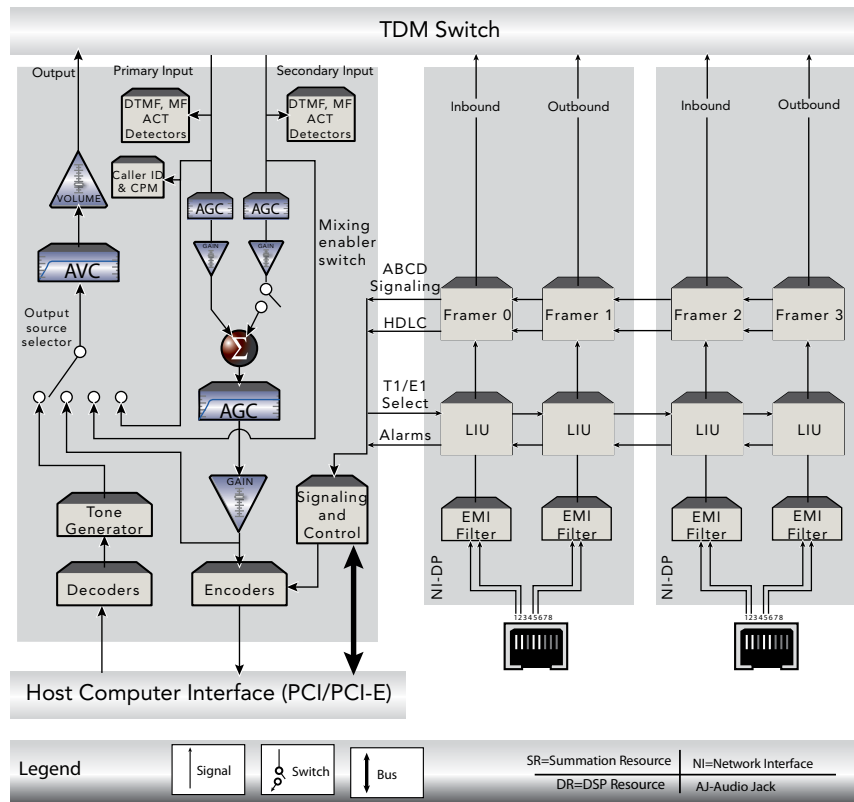 TDM Switch
Output
Primary Input
Secondary Input
DTMF, MF
ACT
Detectors
DTMF, MF
ACT
Detectors
Inbound
Outbound
Inbound
Outbound
Caller ID
& CPM
VOLUME
AGC
AGC
Mixing
enabler
switch
GAIN
GAIN
AVC
ABCD
Signaling
Framer 0
Framer 1
Framer 2
Framer 3
Output
source
selector
HDLC
Σ
AGC
T1/E1
Select
LIU
LIU
LIU
LIU
Alarms
GAIN
Signaling
and
Control
Tone
Generator
EMI
Filter
EMI
Filter
EMI
Filter
EMI
Filter
NI-DP
NI-DP
Decoders
Encoders
12345678
12345678
Host Computer Interface (PCI/PCI-E)
Legend
Signal
Switch
Bus
SR=Summation Resource
NI=Network Interface
DR=DSP Resource
AJ-Audio Jack